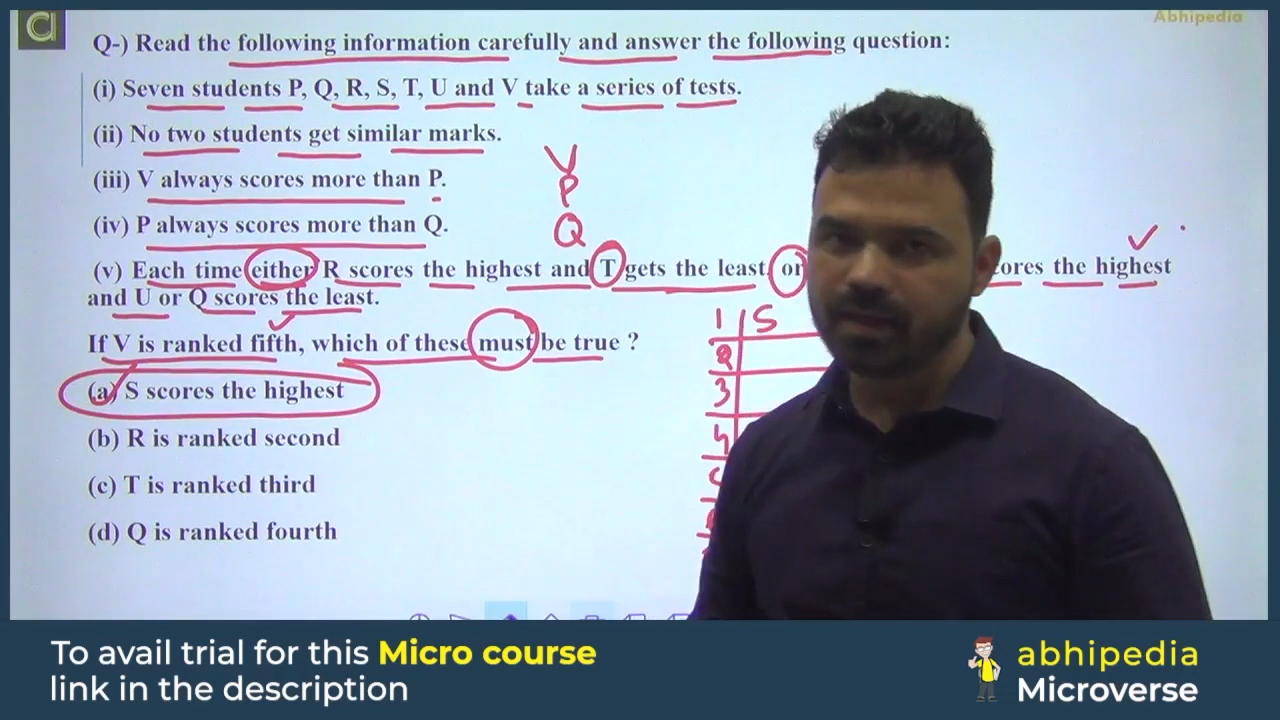 a
Abhipedia
Q-) Read the following information carefully and answer the following question:
(i) Seven students P, Q, R, S, T, U and V take a series of tests.
(ii) No two students get similar marks.
V
(iii) V always scores more than P.
P
(iv) P always scores more than Q.
Q
(v) Each time either R scores the highest and T gets the least, or cores the highest
and U or Q scores the least.
1 S
If V is ranked fifth, which of these must be true ?
2
(a) S scores the highest
3
(b) R is ranked second
4
(c) T is ranked third
(d) Q is ranked fourth
To avail trial for this Micro course
link in the description
abhipedia
Microverse